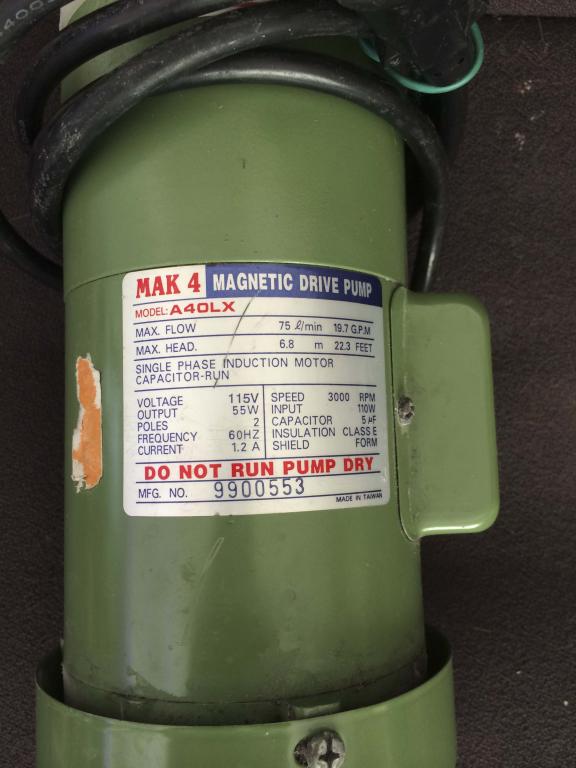 MAK 4 MAGNETIC DRIVE PUMP
MODEL: A40LX
MAX. FLOW 75 ℓ/min 19.7 G.P.M
MAX. HEAD. 6.8 m 22.3 FEET
SINGLE PHASE INDUCTION MOTOR
CAPACITOR-RUN
VOLTAGE 115V
OUTPUT 55W
POLES 2
FREQUENCY 60HZ
CURRENT 1.2 A
SPEED 3000 RPM
INPUT 110W
CAPACITOR 5 µF
INSULATION CLASS E
SHIELD FORM
DO NOT RUN PUMP DRY
MFG. NO. 9900553
MADE IN TAIWAN